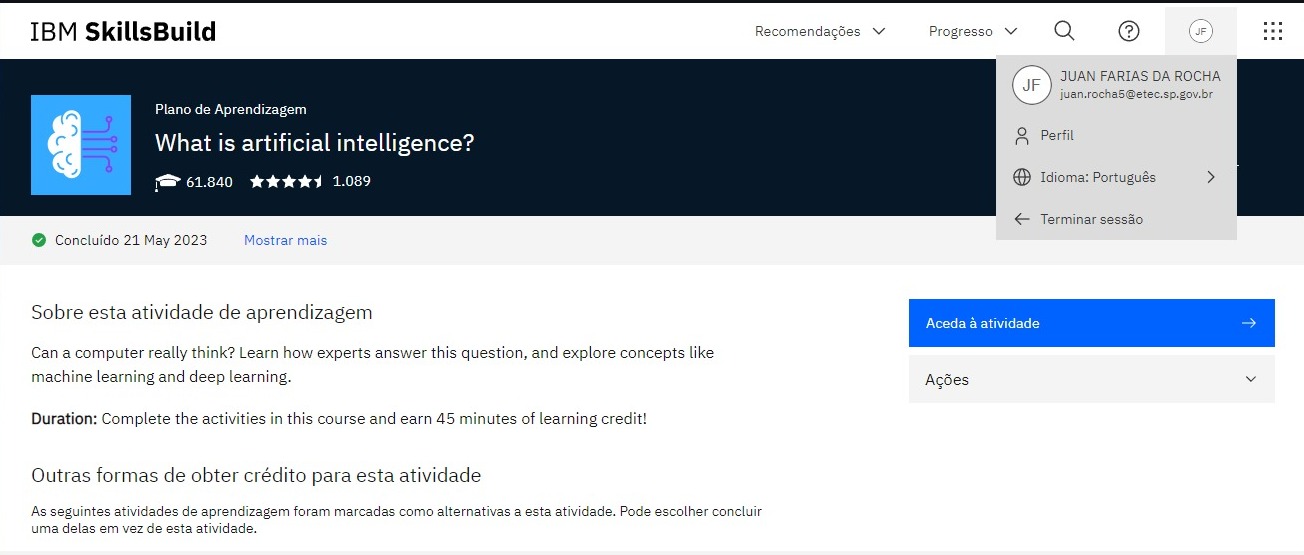 IBM SkillsBuild
Recomendações
Progresso
JF
JF
JUAN FARIAS DA ROCHA
juan.rocha5@etec.sp.gov.br
Perfil
Idioma: Português
Terminar sessão
Plano de Aprendizagem
What is artificial intelligence?
61.840 1.089
Concluído 21 May 2023 Mostrar mais
Sobre esta atividade de aprendizagem
Can a computer really think? Learn how experts answer this question, and explore concepts like
machine learning and deep learning.
Duration: Complete the activities in this course and earn 45 minutes of learning credit!
Outras formas de obter crédito para esta atividade
As seguintes atividades de aprendizagem foram marcadas como alternativas a esta atividade. Pode escolher concluir
uma delas em vez de esta atividade.
Aceda à atividade
Ações